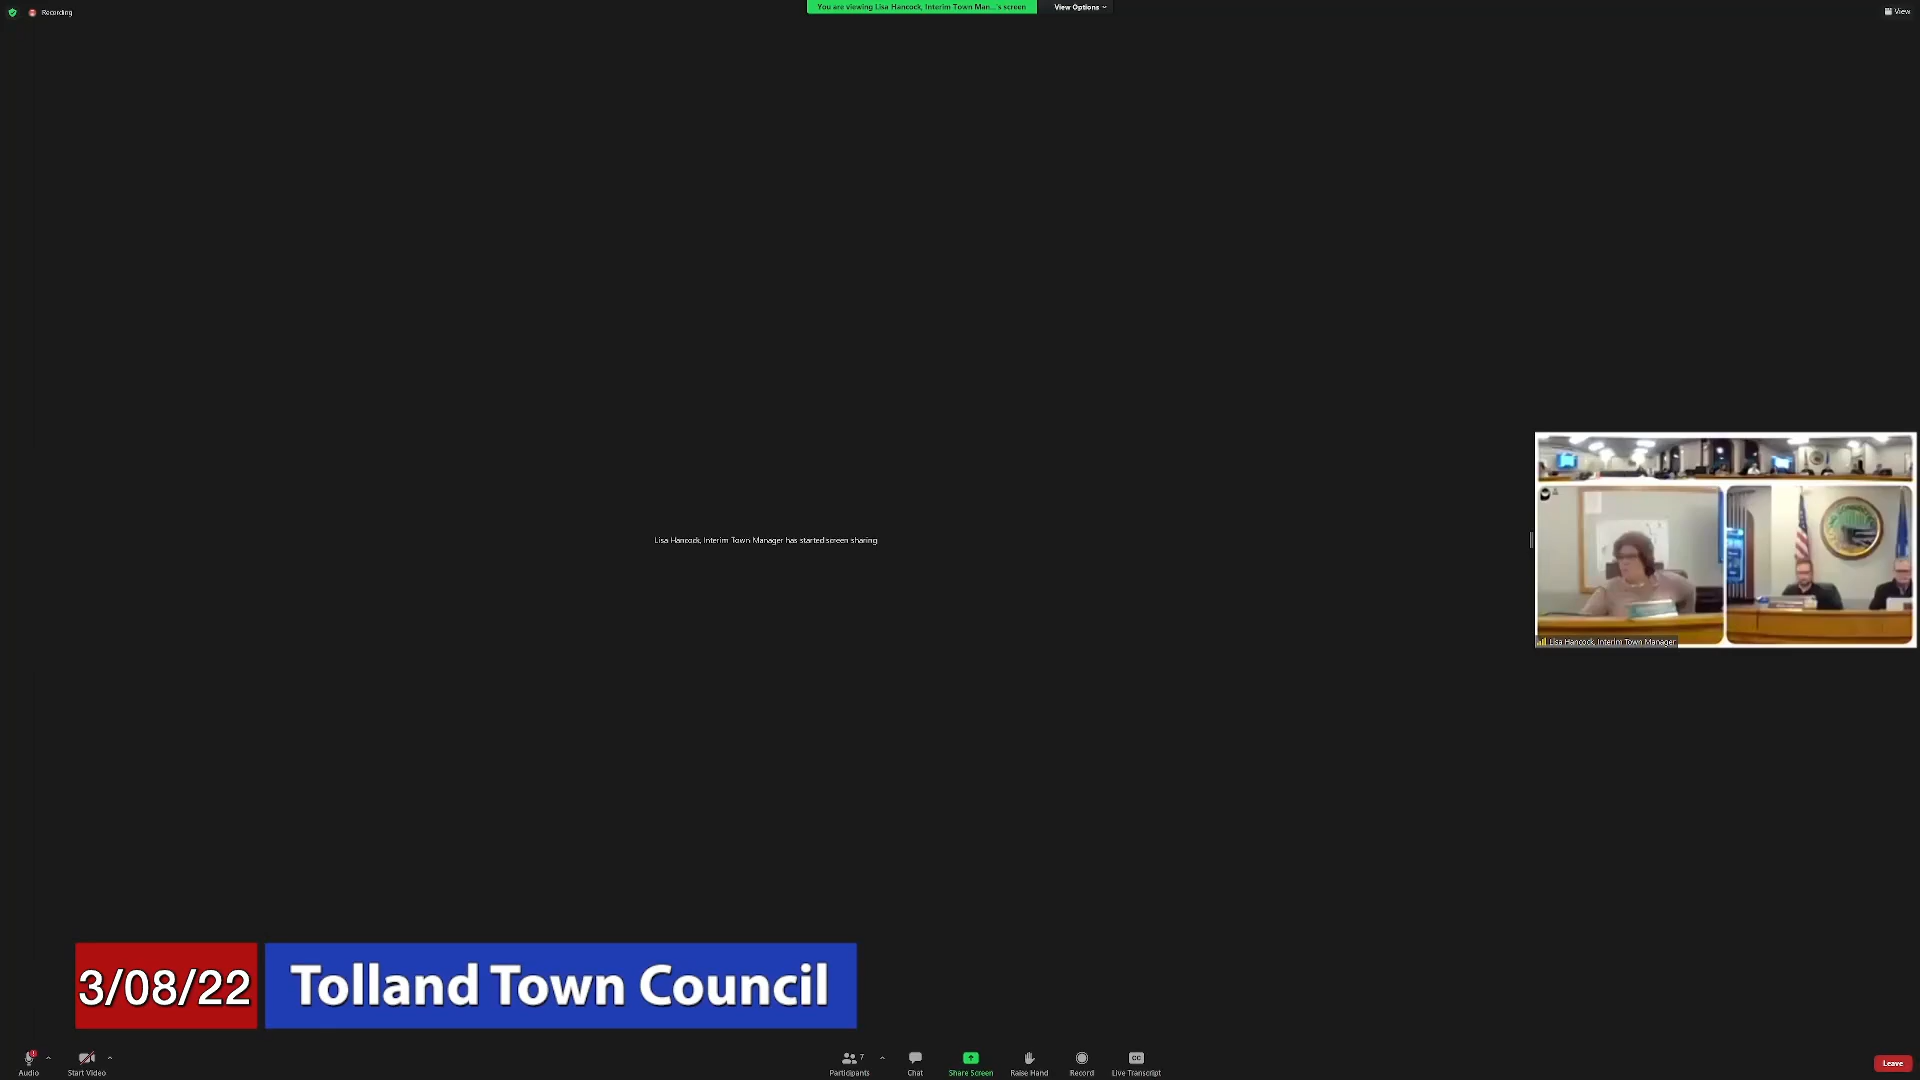 Recording
You are viewing Lisa Hancock, Interim Town Man...'s screen
View Options
View
Lisa Hancock, Interim Town Manager has started screen sharing
Lisa Hancock, Interim Town Manager
3/08/22
Tolland Town Council
Audio
Start Video
7
Participants
Chat
Share Screen
Raise Hand
CC
Record
Live Transcript
Leave